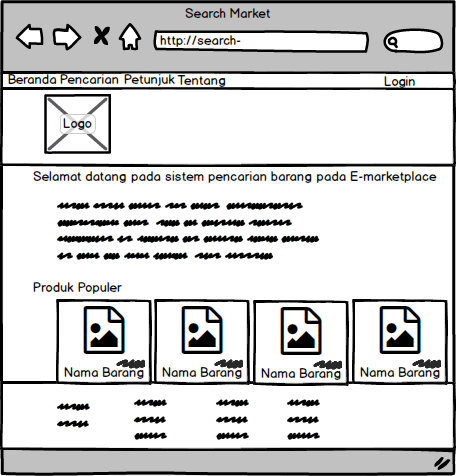 Search Market
http://search-
Beranda Pencarian Petunjuk Tentang Login
Logo
Selamat datang pada sistem pencarian barang pada E-marketplace
Produk Populer
Nama Barang Nama Barang Nama Barang Nama Barang